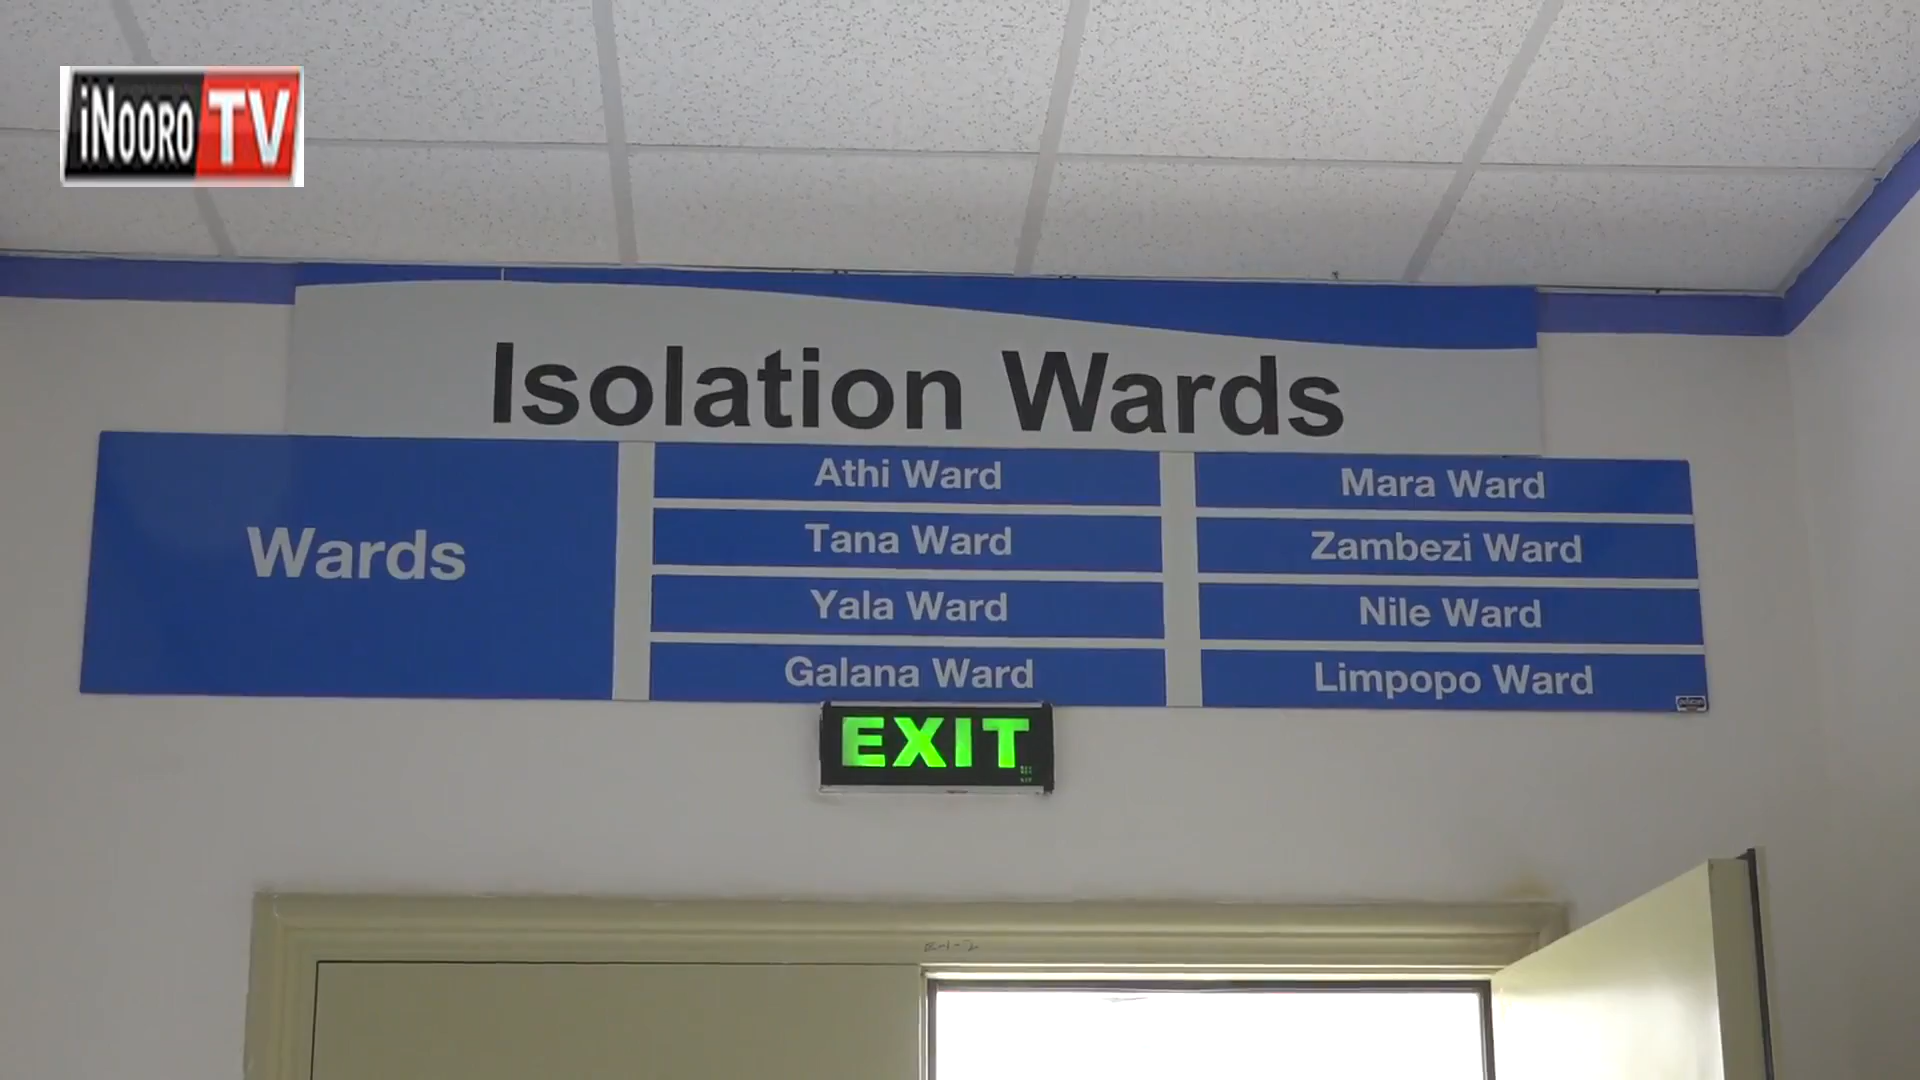 iNOORO TV
Isolation Wards
Wards
Athi Ward
Tana Ward
Yala Ward
Galana Ward
Mara Ward
Zambezi Ward
Nile Ward
Limpopo Ward
EXIT